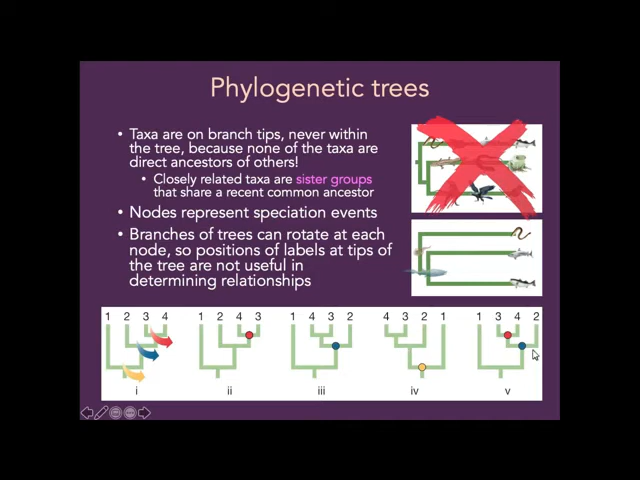 Phylogenetic trees
• Taxa are on branch tips, never within
the tree, because none of the taxa are
direct ancestors of others!
• Closely related taxa are sister groups
that share a recent common ancestor
• Nodes represent speciation events
• Branches of trees can rotate at each
node, so positions of labels at tips of
the tree are not useful in
determining relationships
1 2 3 4 1 2 4 3 1 4 3 2 4 3 2 1 1 3 4 2
i ii iii iv v